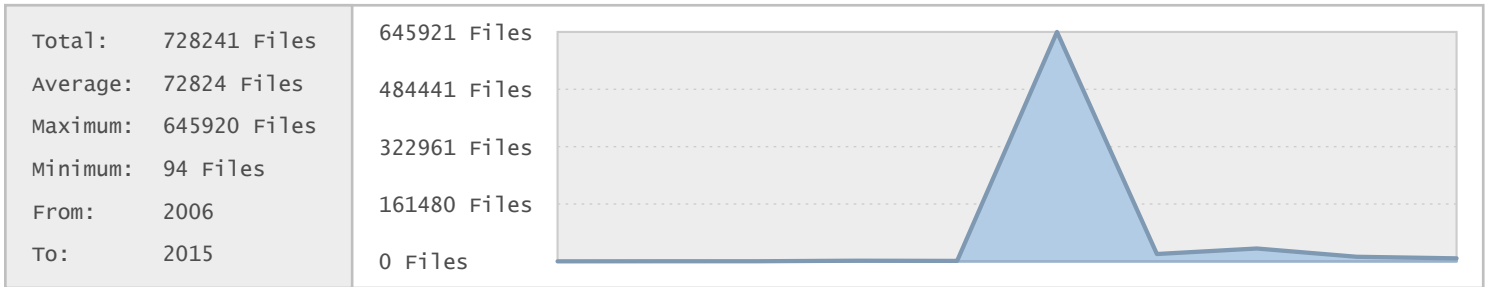 Total: 728241 Files
Average: 72824 Files
Maximum: 645920 Files
Minimum: 94 Files
From: 2006
To: 2015
645921 Files
484441 Files
322961 Files
161480 Files
0 Files